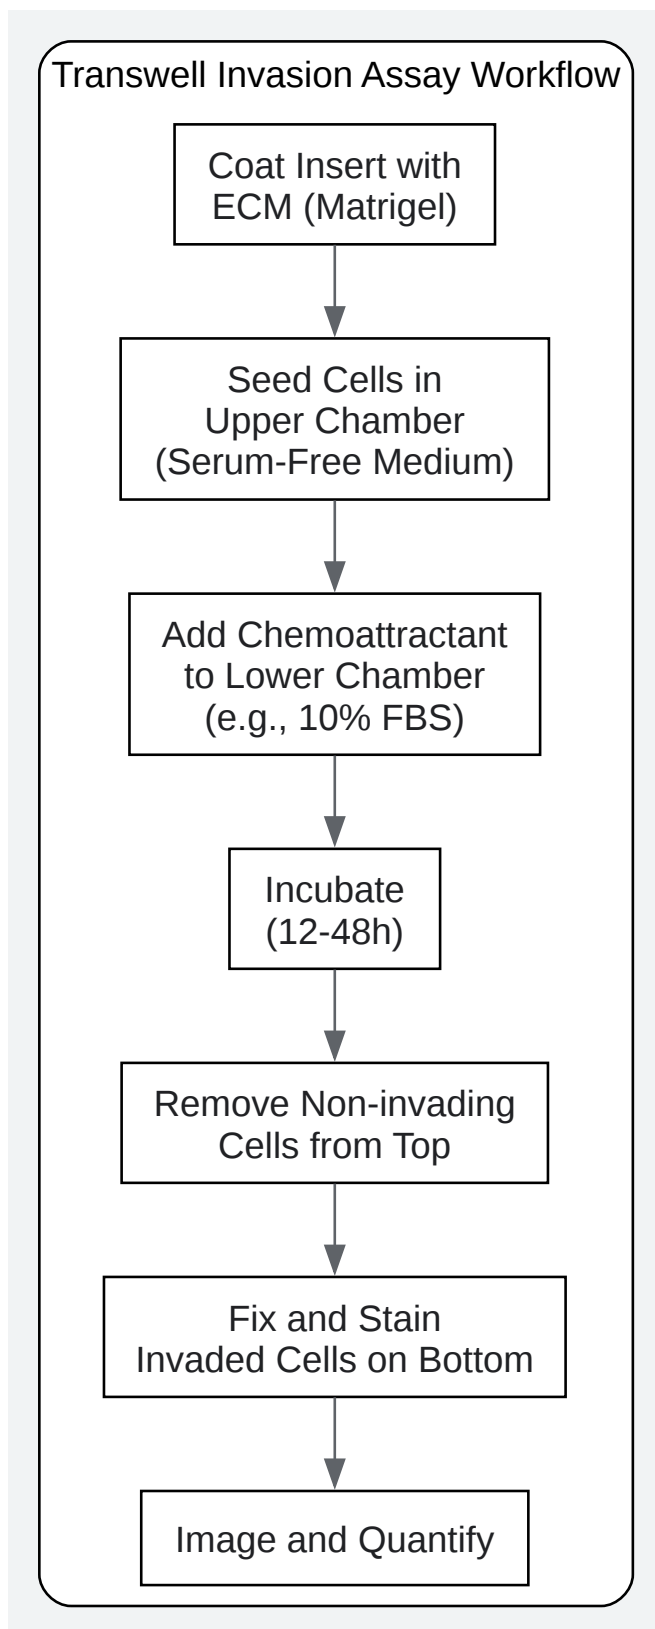 Transwell Invasion Assay Workflow
Coat Insert with
ECM (Matrigel)
Seed Cells in
Upper Chamber
(Serum-Free Medium)
Add Chemoattractant
to Lower Chamber
(e.g., 10% FBS)
Incubate
(12-48h)
Remove Non-invading
Cells from Top
Fix and Stain
Invaded Cells on Bottom
Image and Quantify